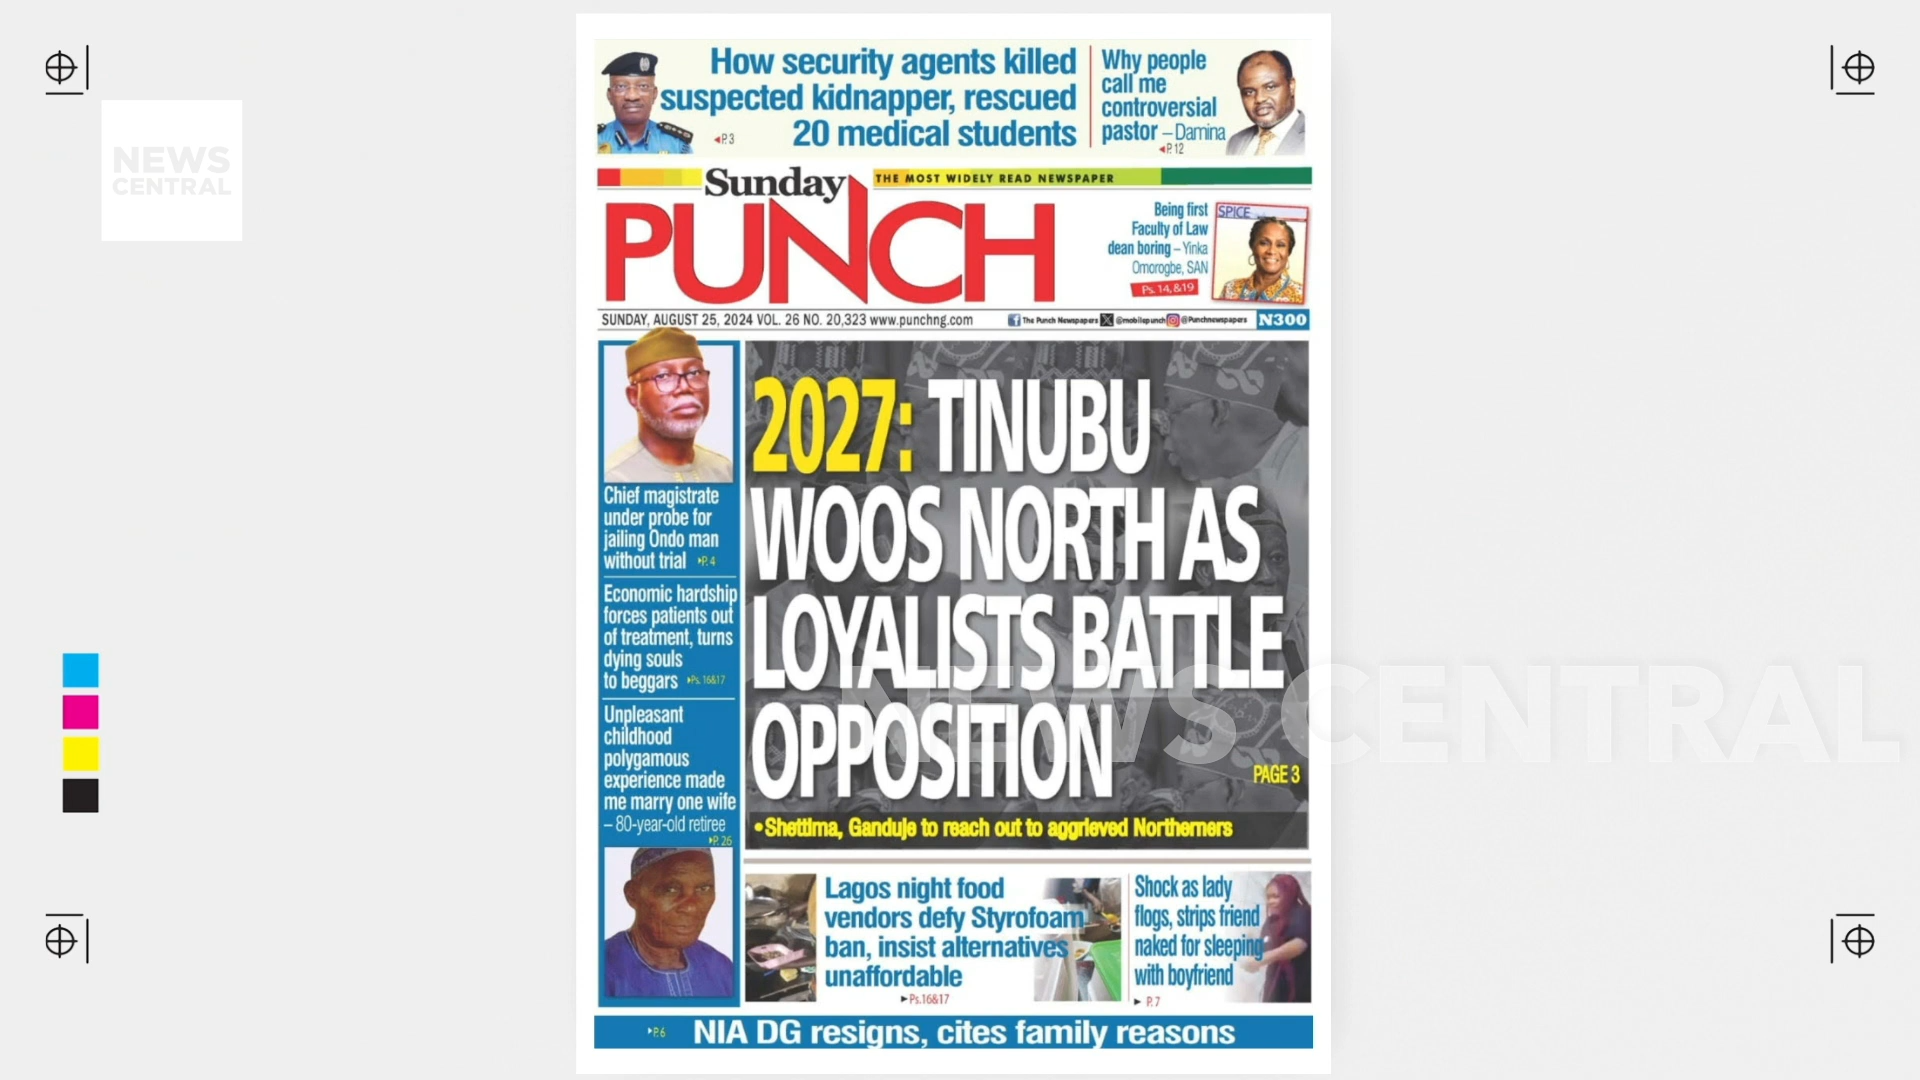 NEWS
CENTRAL
How security agents killed
suspected kidnapper, rescued
20 medical students
P.3
Why people
call me
controversial
pastor – Damina
P.12
Sunday
THE MOST WIDELY READ NEWSPAPER
PUNCH
Being first
Faculty of Law
dean boring – Yinka
Omorogbe, SAN
Ps. 14, &19
SPICE
SUNDAY, AUGUST 25, 2024 VOL. 26 NO. 20,323 www.punchng.com
The Punch Newspapers @mobilepunch @Punchnewspapers
N300
Chief magistrate
under probe for
jailing Ondo man
without trial P. 4
Economic hardship
forces patients out
of treatment, turns
dying souls
to beggars Ps. 16&17
Unpleasant
childhood
polygamous
experience made
me marry one wife
– 80-year-old retiree
P. 26
2027: TINUBU
WOOS NORTH AS
LOYALISTS BATTLE
OPPOSITION
PAGE 3
•Shettima, Ganduje to reach out to aggrieved Northerners
NEWS CENTRAL
Lagos night food
vendors defy Styrofoam
ban, insist alternatives
unaffordable
Ps.16&17
Shock as lady
flogs, strips friend
naked for sleeping
with boyfriend
P. 7
P.6 NIA DG resigns, cites family reasons